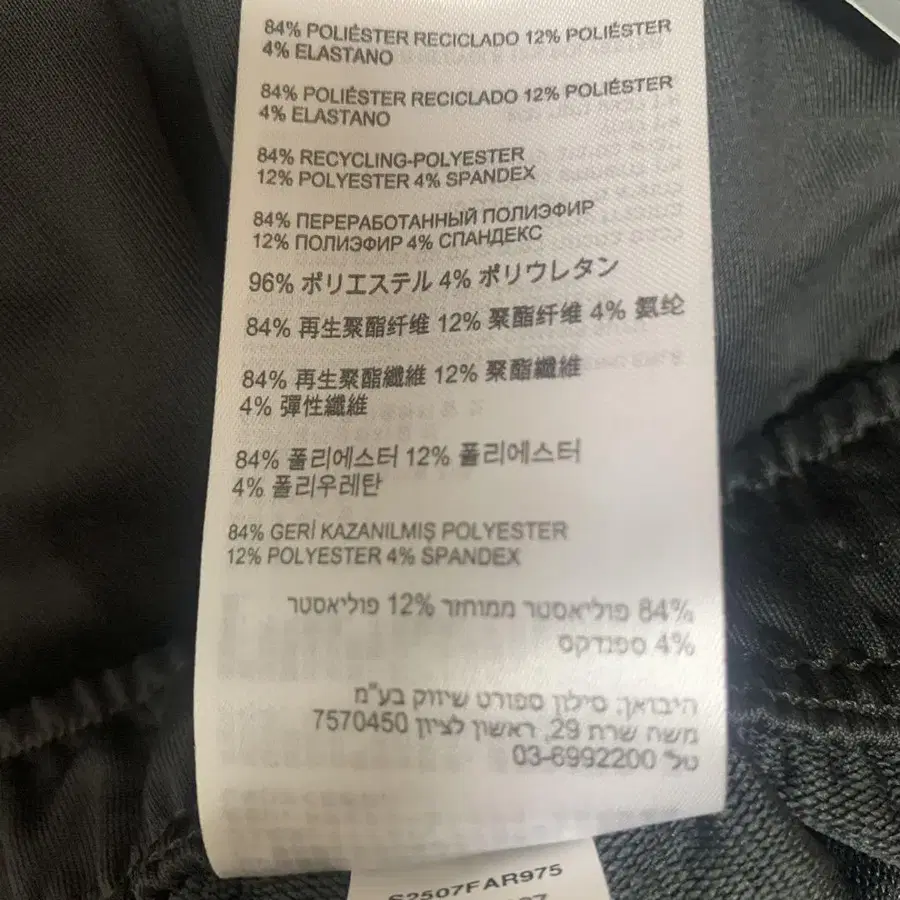 84% POLIÉSTER RECICLADO 12% POLIÉSTER
4% ELASTANO
84% POLIÉSTER RECICLADO 12% POLIÉSTER
4% ELASTANO
84% RECYCLING-POLYESTER
12% POLYESTER 4% SPANDEX
84% ПЕРЕРАБОТАННЫЙ ПОЛИЭФИР
12% ПОЛИЭФИР 4% СПАНДЕКС
96% ポリエステル 4% ポリウレタン
84% 再生聚酯纤维 12% 聚酯纤维 4% 氨纶
84% 再生聚酯纖維 12% 聚酯纖維
4% 彈性纖維
84% 폴리에스터 12% 폴리에스터
4% 폴리우레탄
84% GERİ KAZANILMIŞ POLYESTER
12% POLYESTER 4% SPANDEX
84% פוליאסטר ממוחזר 12% פוליאסטר
4% ספנדקס
היבואן: סילון ספורט שיווק בע"מ
משה שרת 29, ראשון לציון 7570450
טל' 03-6992200
S2507FAR975